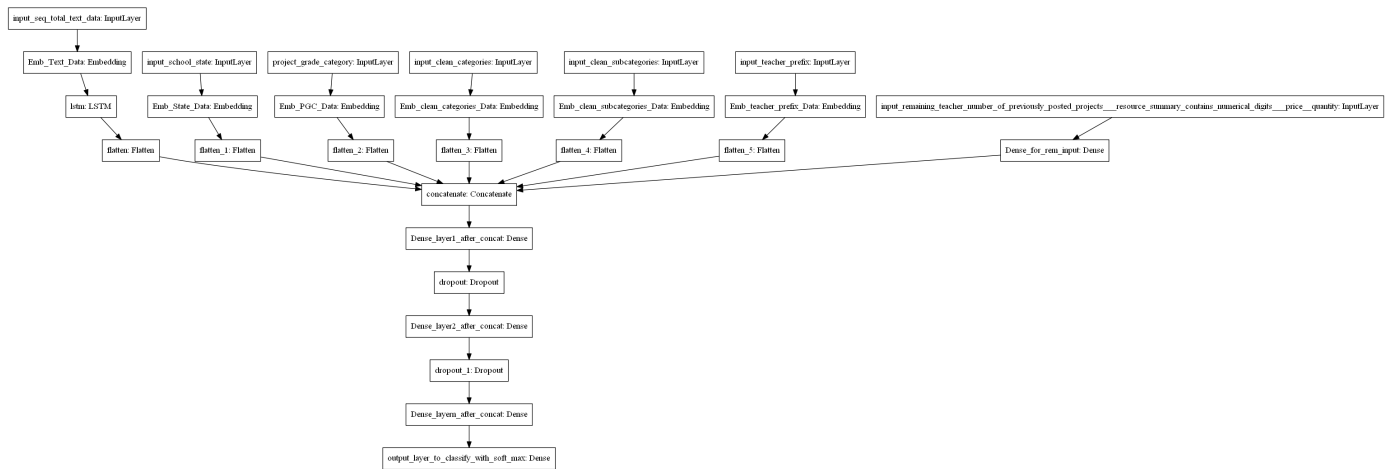 input_seq_total_text_data: InputLayer
Emb_Text_Data: Embedding
input_school_state: InputLayer
project_grade_category: InputLayer
input_clean_categories: InputLayer
input_clean_subcategories: InputLayer
input_teacher_prefix: InputLayer
lstm: LSTM
Emb_State_Data: Embedding
Emb_PGC_Data: Embedding
Emb_clean_categories_Data: Embedding
Emb_clean_subcategories_Data: Embedding
Emb_teacher_prefix_Data: Embedding
input_remaining_teacher_number_of_previously_posted_projects___resource_summary_contains_numerical_digits___price__quantity: InputLayer
flatten: Flatten
flatten_1: Flatten
flatten_2: Flatten
flatten_3: Flatten
flatten_4: Flatten
flatten_5: Flatten
Dense_for_rem_input: Dense
concatenate: Concatenate
Dense_layer1_after_concat: Dense
dropout: Dropout
Dense_layer2_after_concat: Dense
dropout_1: Dropout
Dense_layern_after_concat: Dense
output_layer_to_classify_with_soft_max: Dense